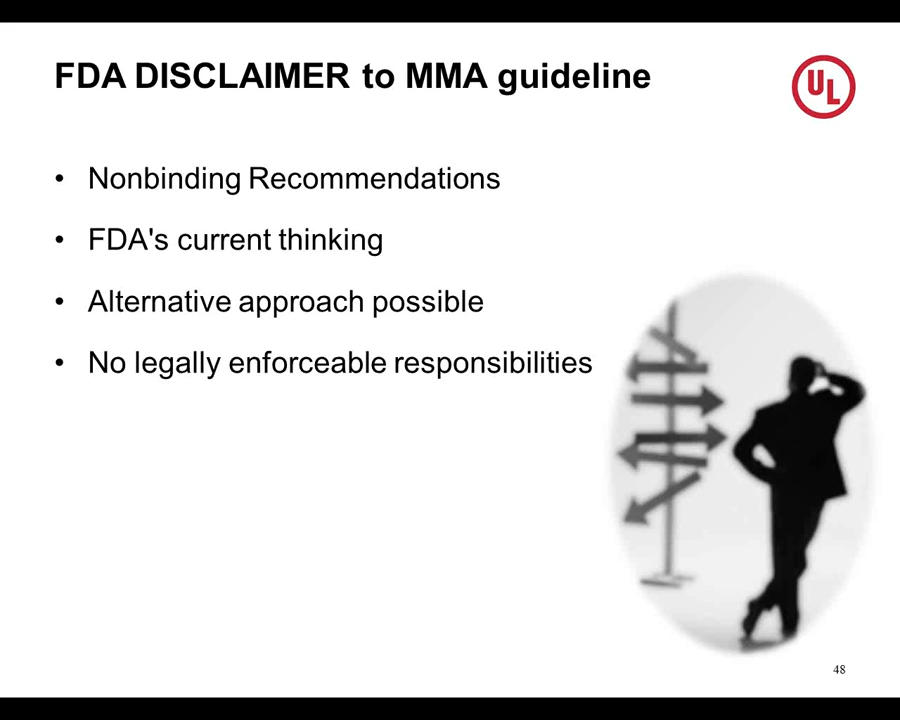 FDA DISCLAIMER to MMA guideline
UL
• Nonbinding Recommendations
• FDA's current thinking
• Alternative approach possible
• No legally enforceable responsibilities
48